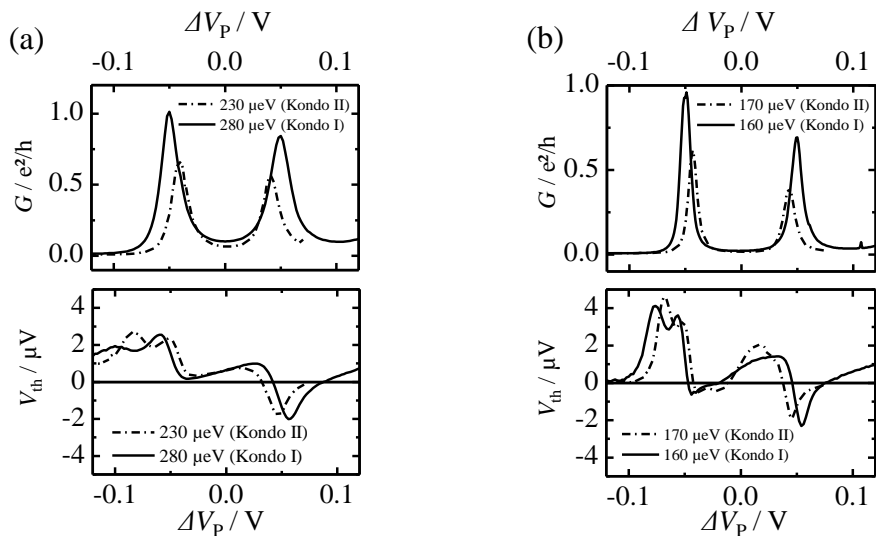 (a)
ΔV_P / V
-0.1 0.0 0.1
G / e²/h
1.0
0.5
0.0
230 μeV (Kondo II)
280 μeV (Kondo I)
V_th / μV
4
2
0
-2
-4
230 μeV (Kondo II)
280 μeV (Kondo I)
-0.1 0.0 0.1
ΔV_P / V
(b)
Δ V_P / V
-0.1 0.0 0.1
G / e²/h
1.0
0.5
0.0
170 μeV (Kondo II)
160 μeV (Kondo I)
V_th / μV
4
2
0
-2
-4
170 μeV (Kondo II)
160 μeV (Kondo I)
-0.1 0.0 0.1
ΔV_P / V